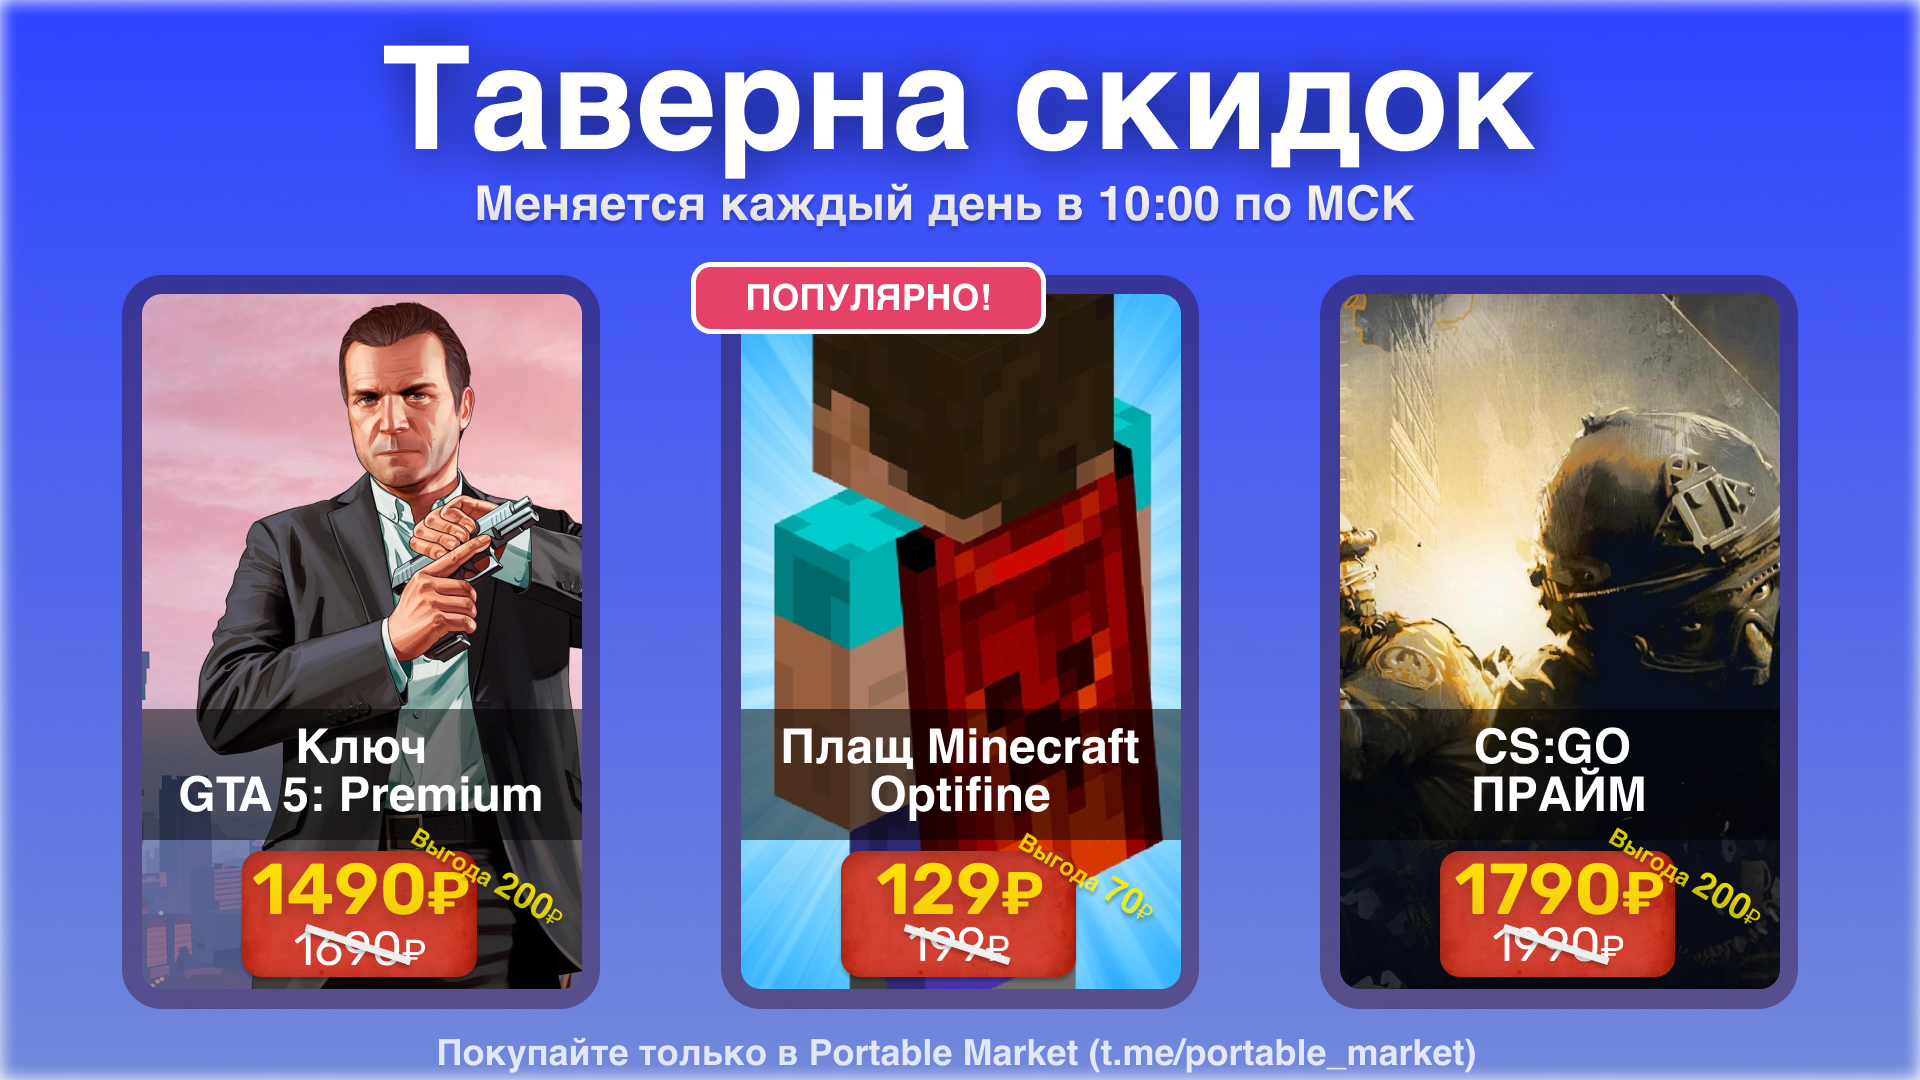 Таверна скидок
Меняется каждый день в 10:00 по МСК
Ключ
GTA 5: Premium
Выгода 200₽
1490₽
1690₽
ПОПУЛЯРНО!
Плащ Minecraft
Optifine
Выгода 70₽
129₽
199₽
CS:GO
ПРАЙМ
Выгода 200₽
1790₽
1990₽
Покупайте только в Portable Market (t.me/portable_market)